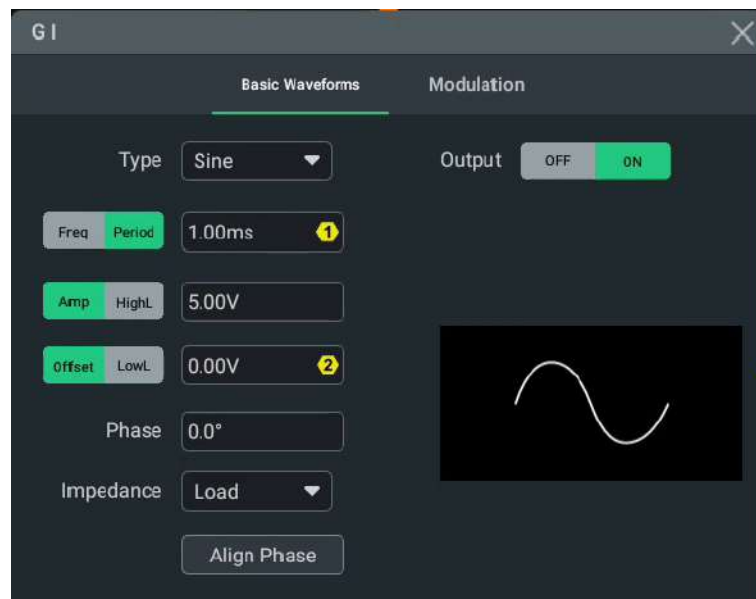 GI
Basic Waveforms Modulation
Type Sine Output OFF ON
Freq Period 1.00ms 1
Amp HighL 5.00V
Offset LowL 0.00V 2
Phase 0.0°
Impedance Load
Align Phase